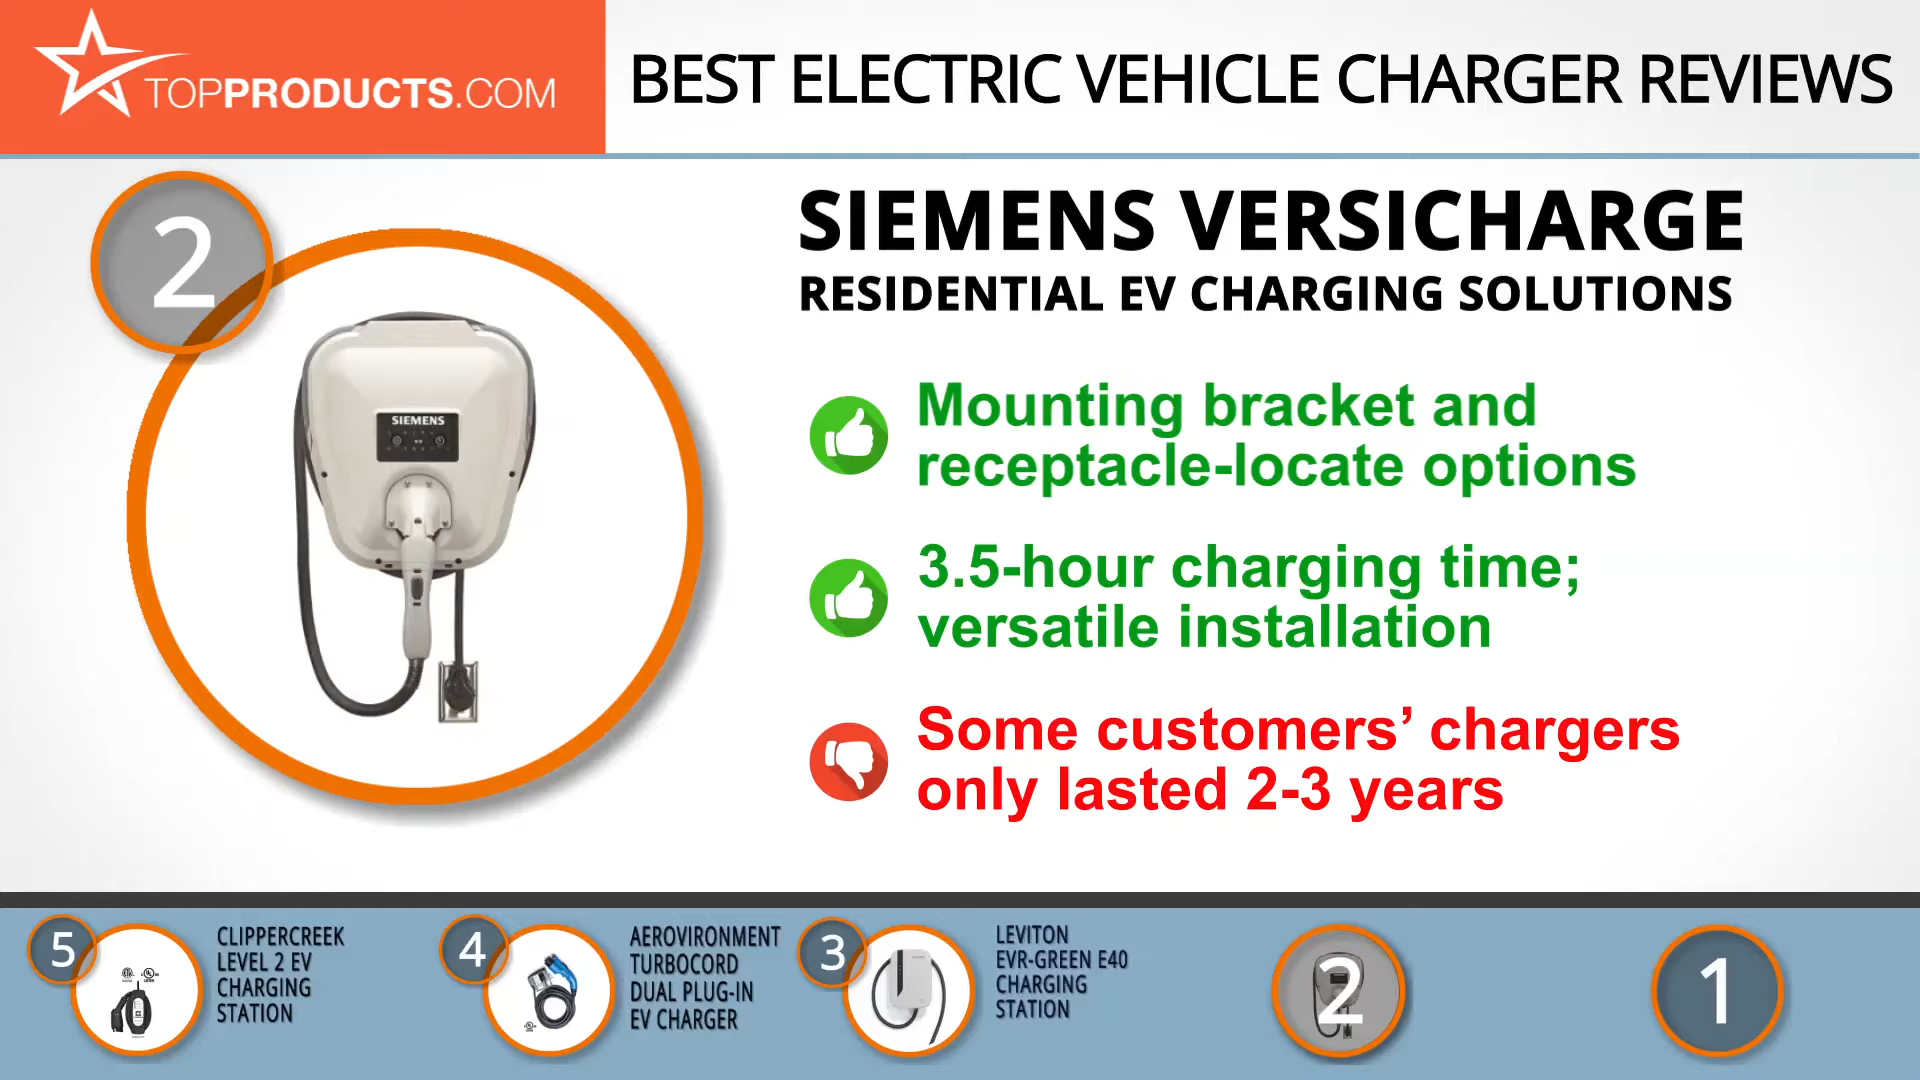 TOPPRODUCTS.COM
BEST ELECTRIC VEHICLE CHARGER REVIEWS
2
SIEMENS VERSICHARGE
RESIDENTIAL EV CHARGING SOLUTIONS
SIEMENS
Mounting bracket and
receptacle-locate options
3.5-hour charging time;
versatile installation
Some customers’ chargers
only lasted 2-3 years
5
CLIPPERCREEK
LEVEL 2 EV
CHARGING
STATION
4
AEROVIRONMENT
TURBOCORD
DUAL PLUG-IN
EV CHARGER
3
LEVITON
EVR-GREEN E40
CHARGING
STATION
2
1